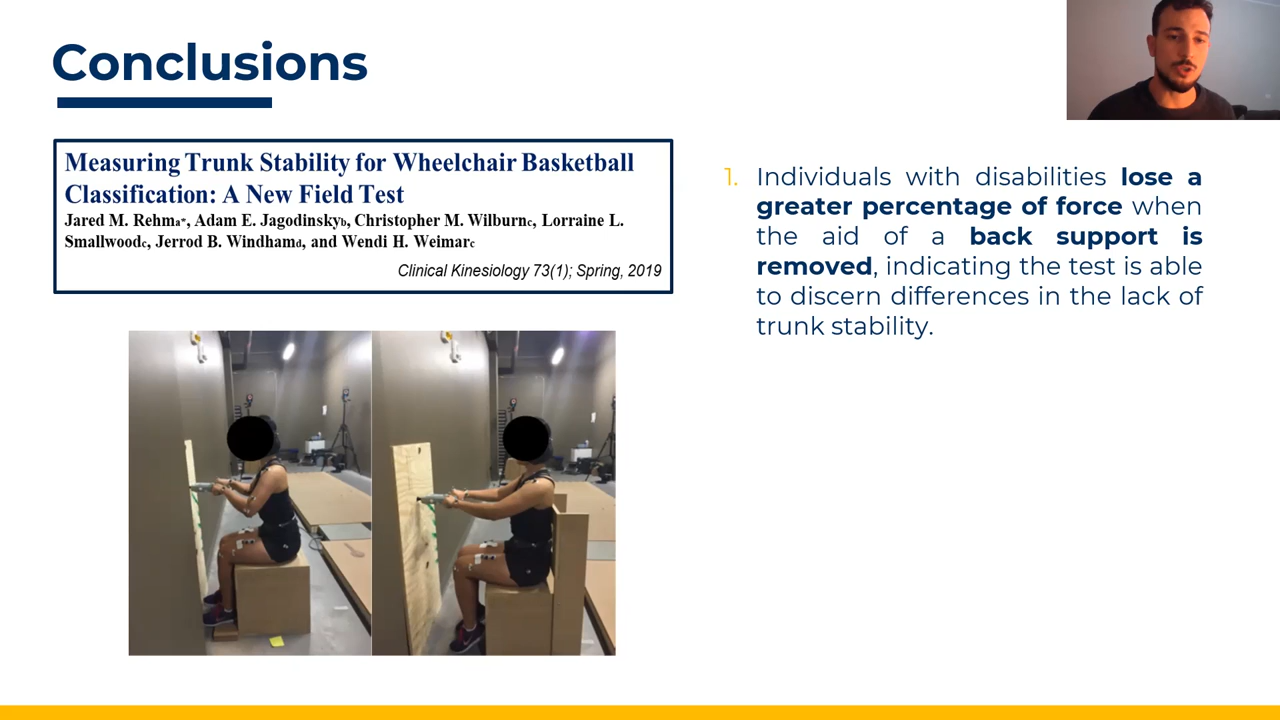 Conclusions
Measuring Trunk Stability for Wheelchair Basketball
Classification: A New Field Test
Jared M. Rehma*, Adam E. Jagodinskyb, Christopher M. Wilburnc, Lorraine L.
Smallwoodc, Jerrod B. Windhamd, and Wendi H. Weimarc
Clinical Kinesiology 73(1); Spring, 2019
1. Individuals with disabilities lose a
greater percentage of force when
the aid of a back support is
removed, indicating the test is able
to discern differences in the lack of
trunk stability.